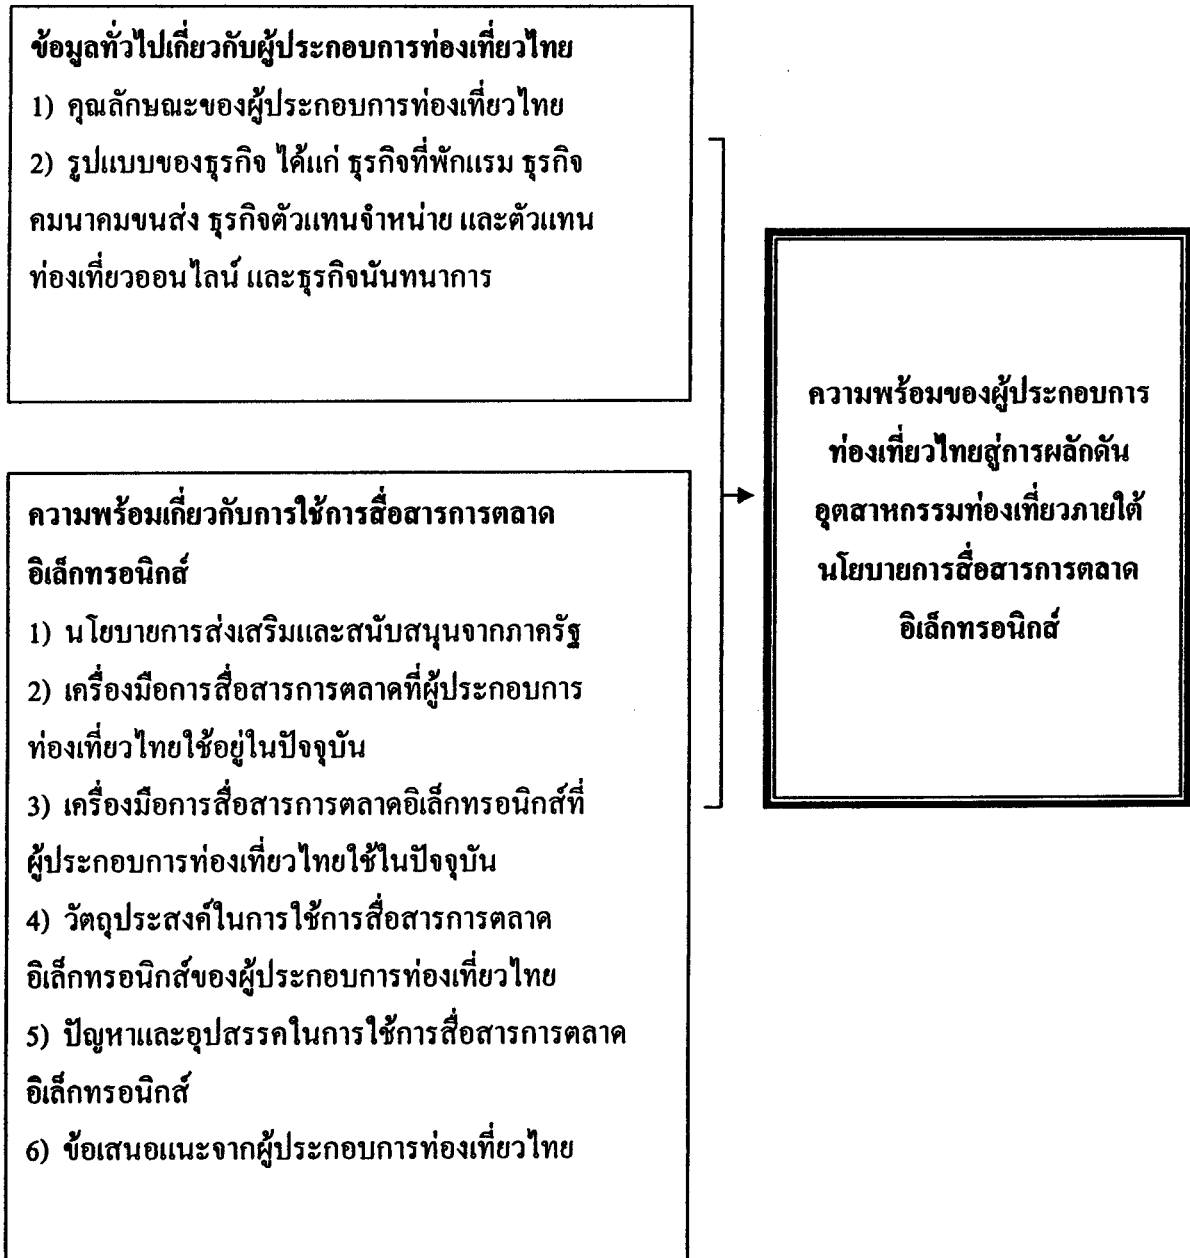 ข้อมูลทั่วไปเกี่ยวกับผู้ประกอบการท่องเที่ยวไทย
1) คุณลักษณะของผู้ประกอบการท่องเที่ยวไทย
2) รูปแบบของธุรกิจ ได้แก่ ธุรกิจที่พักแรม ธุรกิจ
คมนาคมขนส่ง ธุรกิจตัวแทนจำหน่าย และตัวแทน
ท่องเที่ยวออนไลน์ และธุรกิจนันทนาการ
ความพร้อมเกี่ยวกับการใช้การสื่อสารการตลาด
อิเล็กทรอนิกส์
1) นโยบายการส่งเสริมและสนับสนุนจากภาครัฐ
2) เครื่องมือการสื่อสารการตลาดที่ผู้ประกอบการ
ท่องเที่ยวไทยใช้อยู่ในปัจจุบัน
3) เครื่องมือการสื่อสารการตลาดอิเล็กทรอนิกส์ที่
ผู้ประกอบการท่องเที่ยวไทยใช้ในปัจจุบัน
4) วัตถุประสงค์ในการใช้การสื่อสารการตลาด
อิเล็กทรอนิกส์ของผู้ประกอบการท่องเที่ยวไทย
5) ปัญหาและอุปสรรคในการใช้การสื่อสารการตลาด
อิเล็กทรอนิกส์
6) ข้อเสนอแนะจากผู้ประกอบการท่องเที่ยวไทย
ความพร้อมของผู้ประกอบการ
ท่องเที่ยวไทยสู่การผลักดัน
อุตสาหกรรมท่องเที่ยวภายใต้
นโยบายการสื่อสารการตลาด
อิเล็กทรอนิกส์